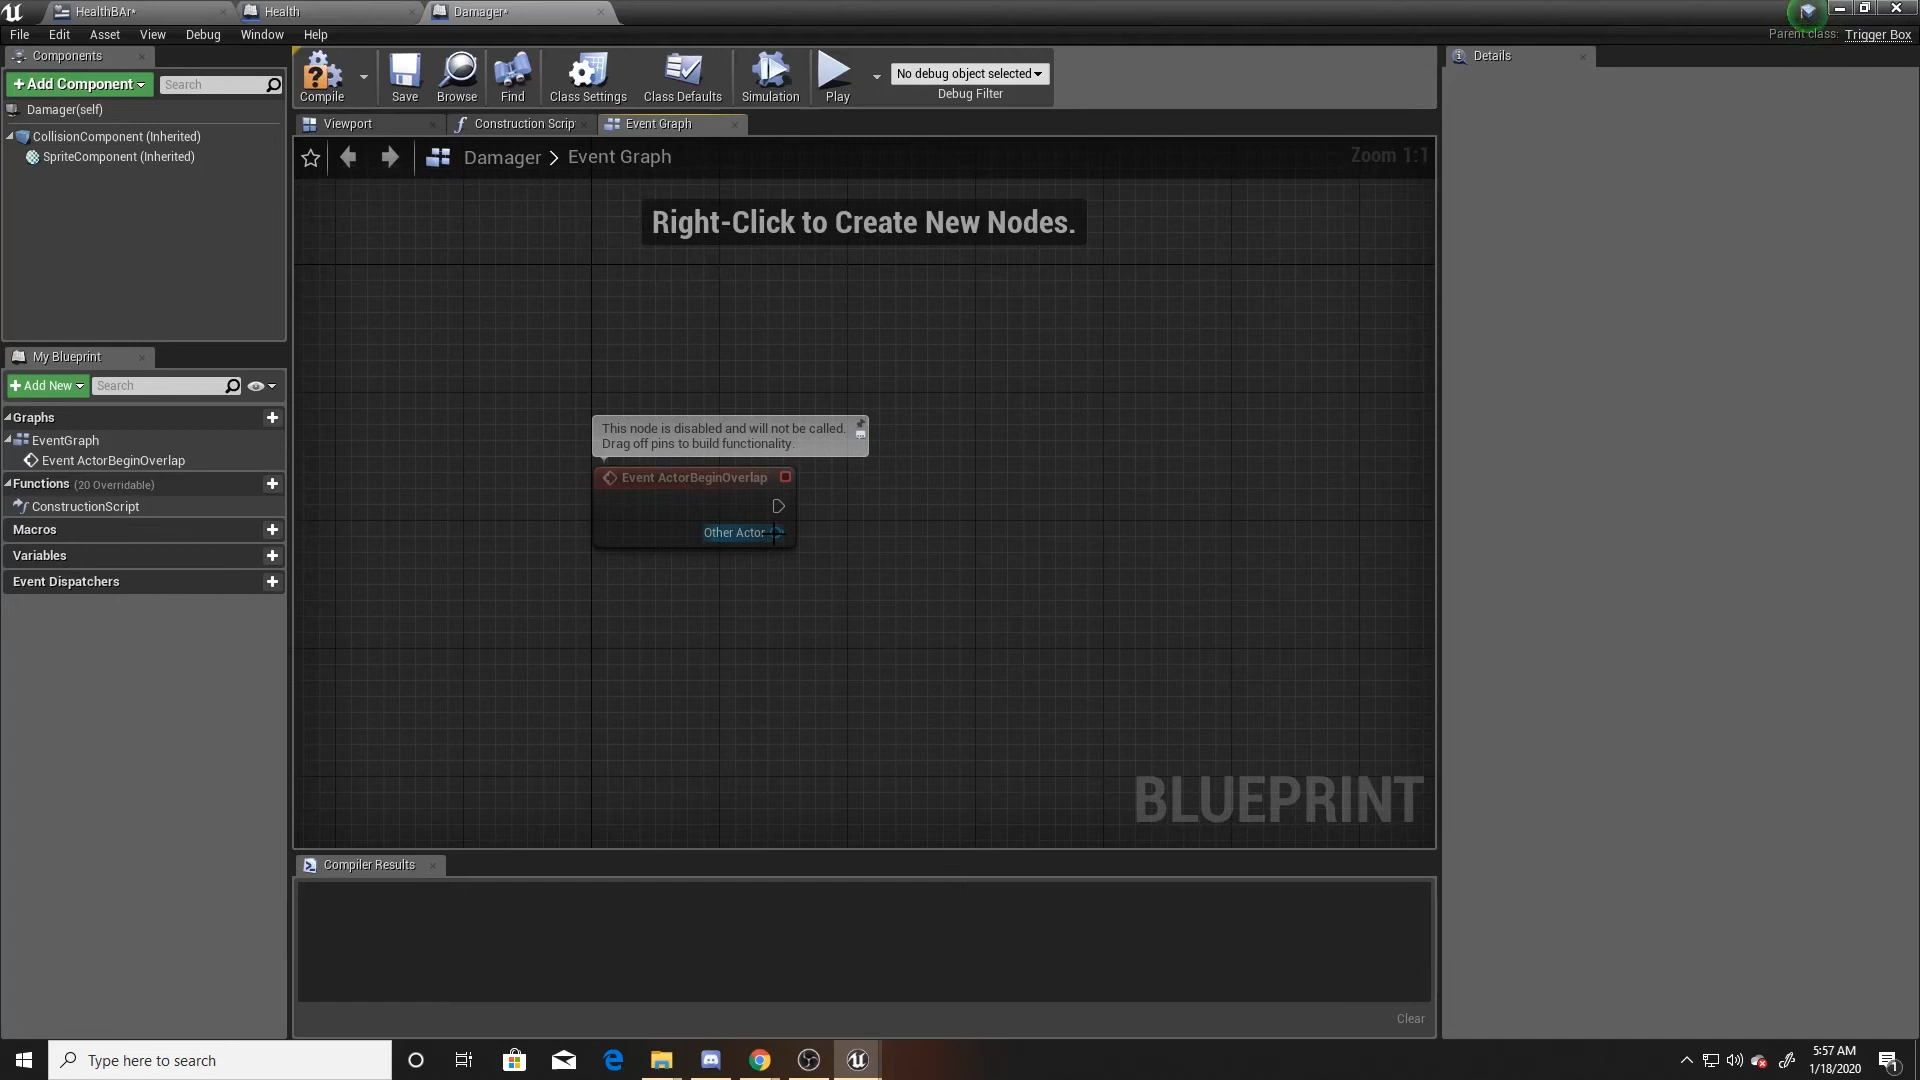 HealthBAr*
Health
Damager*
File
Edit
Asset
View
Debug
Window
Help
Parent class: Trigger Box
Components
+Add Component
Search
Damager(self)
CollisionComponent (Inherited)
SpriteComponent (Inherited)
Compile
Save
Browse
Find
Class Settings
Class Defaults
Simulation
Play
No debug object selected
Debug Filter
Viewport
Construction Scrip
Event Graph
Damager > Event Graph
Zoom 1:1
Right-Click to Create New Nodes.
This node is disabled and will not be called.
Drag off pins to build functionality.
Event ActorBeginOverlap
Other Actor
BLUEPRINT
My Blueprint
+Add New
Search
Graphs
EventGraph
Event ActorBeginOverlap
Functions (20 Overridable)
ConstructionScript
Macros
Variables
Event Dispatchers
Compiler Results
Clear
Details
Type here to search
5:57 AM
1/18/2020
1